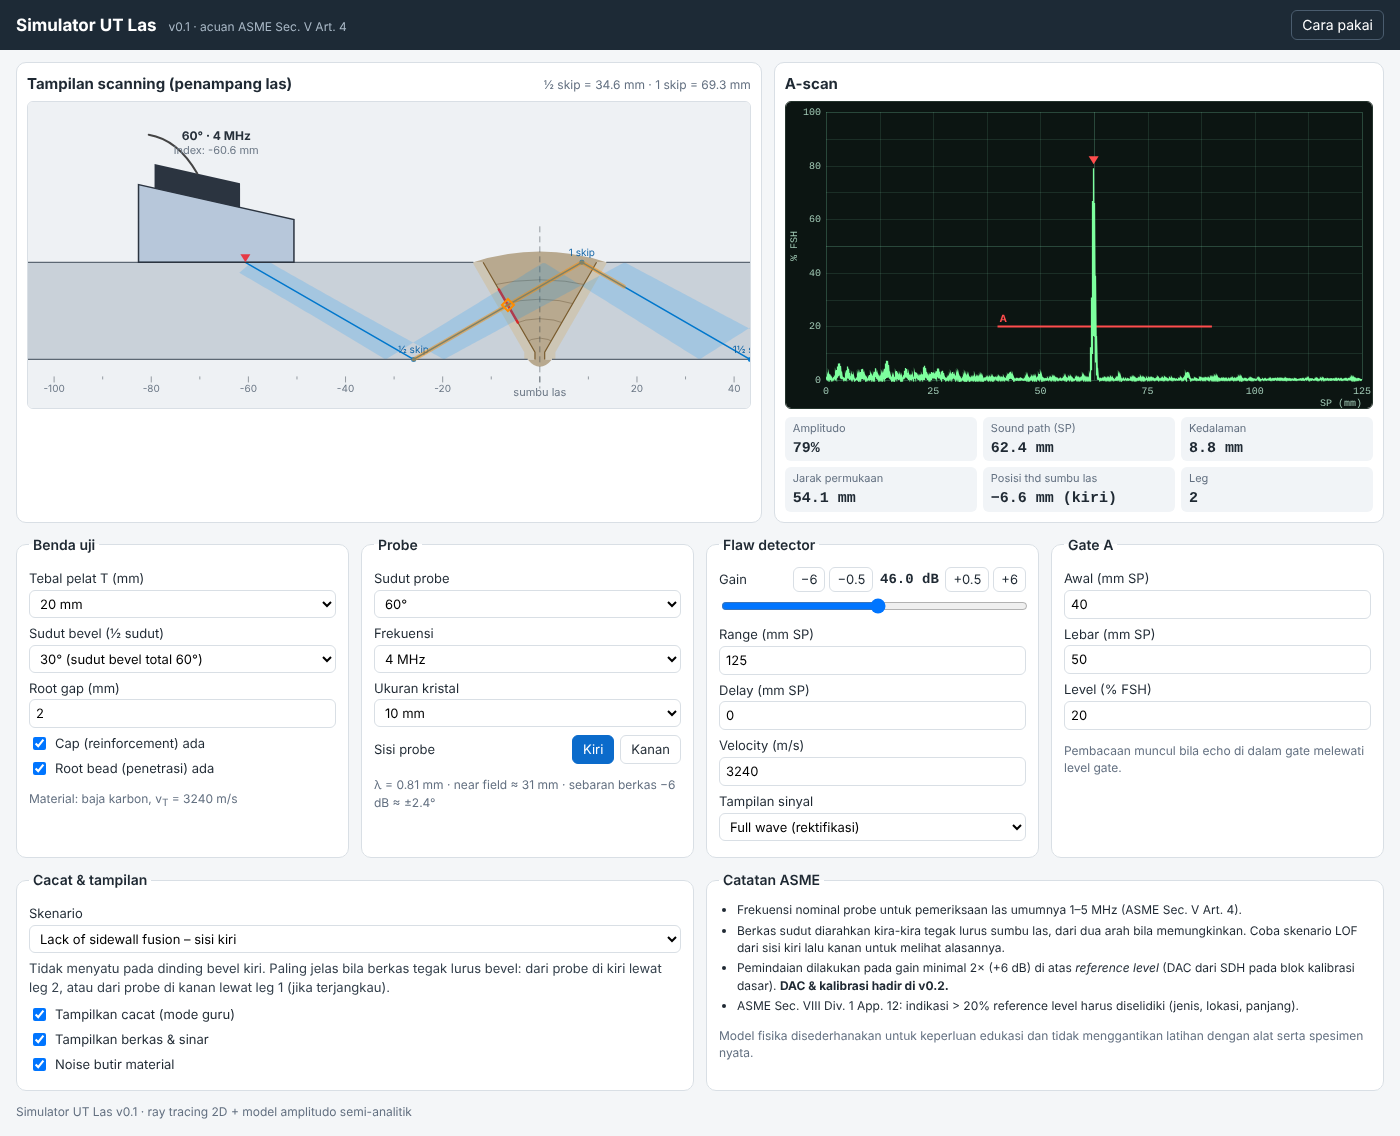 Simulator UT Las v0.1 · acuan ASME Sec. V Art. 4 Cara pakai
Tampilan scanning (penampang las) ½ skip = 34.6 mm · 1 skip = 69.3 mm
60° · 4 MHz
index: -60.6 mm
1 skip
½ skip
1½ s
-100 -80 -60 -40 -20 0 20 40
sumbu las
A-scan
100
80
60
40
20
0
% FSH
A
0 25 50 75 100 125
SP (mm)
Amplitudo
79%
Sound path (SP)
62.4 mm
Kedalaman
8.8 mm
Jarak permukaan
54.1 mm
Posisi thd sumbu las
−6.6 mm (kiri)
Leg
2
Benda uji
Tebal pelat T (mm)
20 mm
Sudut bevel (½ sudut)
30° (sudut bevel total 60°)
Root gap (mm)
2
Cap (reinforcement) ada
Root bead (penetrasi) ada
Material: baja karbon, vT = 3240 m/s
Probe
Sudut probe
60°
Frekuensi
4 MHz
Ukuran kristal
10 mm
Sisi probe Kiri Kanan
λ = 0.81 mm · near field ≈ 31 mm · sebaran berkas −6
dB ≈ ±2.4°
Flaw detector
Gain −6 −0.5 46.0 dB +0.5 +6
Range (mm SP)
125
Delay (mm SP)
0
Velocity (m/s)
3240
Tampilan sinyal
Full wave (rektifikasi)
Gate A
Awal (mm SP)
40
Lebar (mm SP)
50
Level (% FSH)
20
Pembacaan muncul bila echo di dalam gate melewati
level gate.
Cacat & tampilan
Skenario
Lack of sidewall fusion – sisi kiri
Tidak menyatu pada dinding bevel kiri. Paling jelas bila berkas tegak lurus bevel: dari probe di kiri lewat
leg 2, atau dari probe di kanan lewat leg 1 (jika terjangkau).
Tampilkan cacat (mode guru)
Tampilkan berkas & sinar
Noise butir material
Catatan ASME
• Frekuensi nominal probe untuk pemeriksaan las umumnya 1–5 MHz (ASME Sec. V Art. 4).
• Berkas sudut diarahkan kira-kira tegak lurus sumbu las, dari dua arah bila memungkinkan. Coba skenario LOF
dari sisi kiri lalu kanan untuk melihat alasannya.
• Pemindaian dilakukan pada gain minimal 2× (+6 dB) di atas reference level (DAC dari SDH pada blok kalibrasi
dasar). DAC & kalibrasi hadir di v0.2.
• ASME Sec. VIII Div. 1 App. 12: indikasi > 20% reference level harus diselidiki (jenis, lokasi, panjang).
Model fisika disederhanakan untuk keperluan edukasi dan tidak menggantikan latihan dengan alat serta spesimen
nyata.
Simulator UT Las v0.1 · ray tracing 2D + model amplitudo semi-analitik